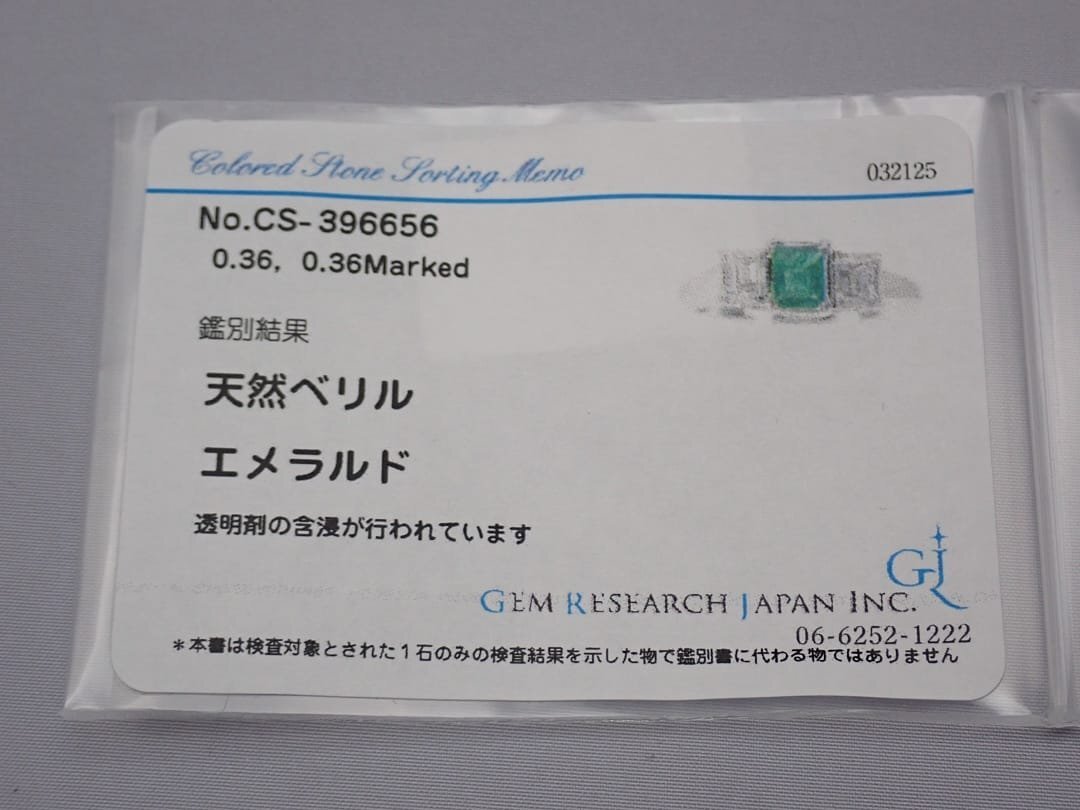 Colored Stone Sorting Memo
032125
No.CS-396656
0.36, 0.36Marked
鑑別結果
天然ベリル
エメラルド
透明剤の含浸が行われています
GJ
GEM RESEARCH JAPAN INC.
06-6252-1222
*本書は検査対象とされた1石のみの検査結果を示した物で鑑別書に代わる物ではありません